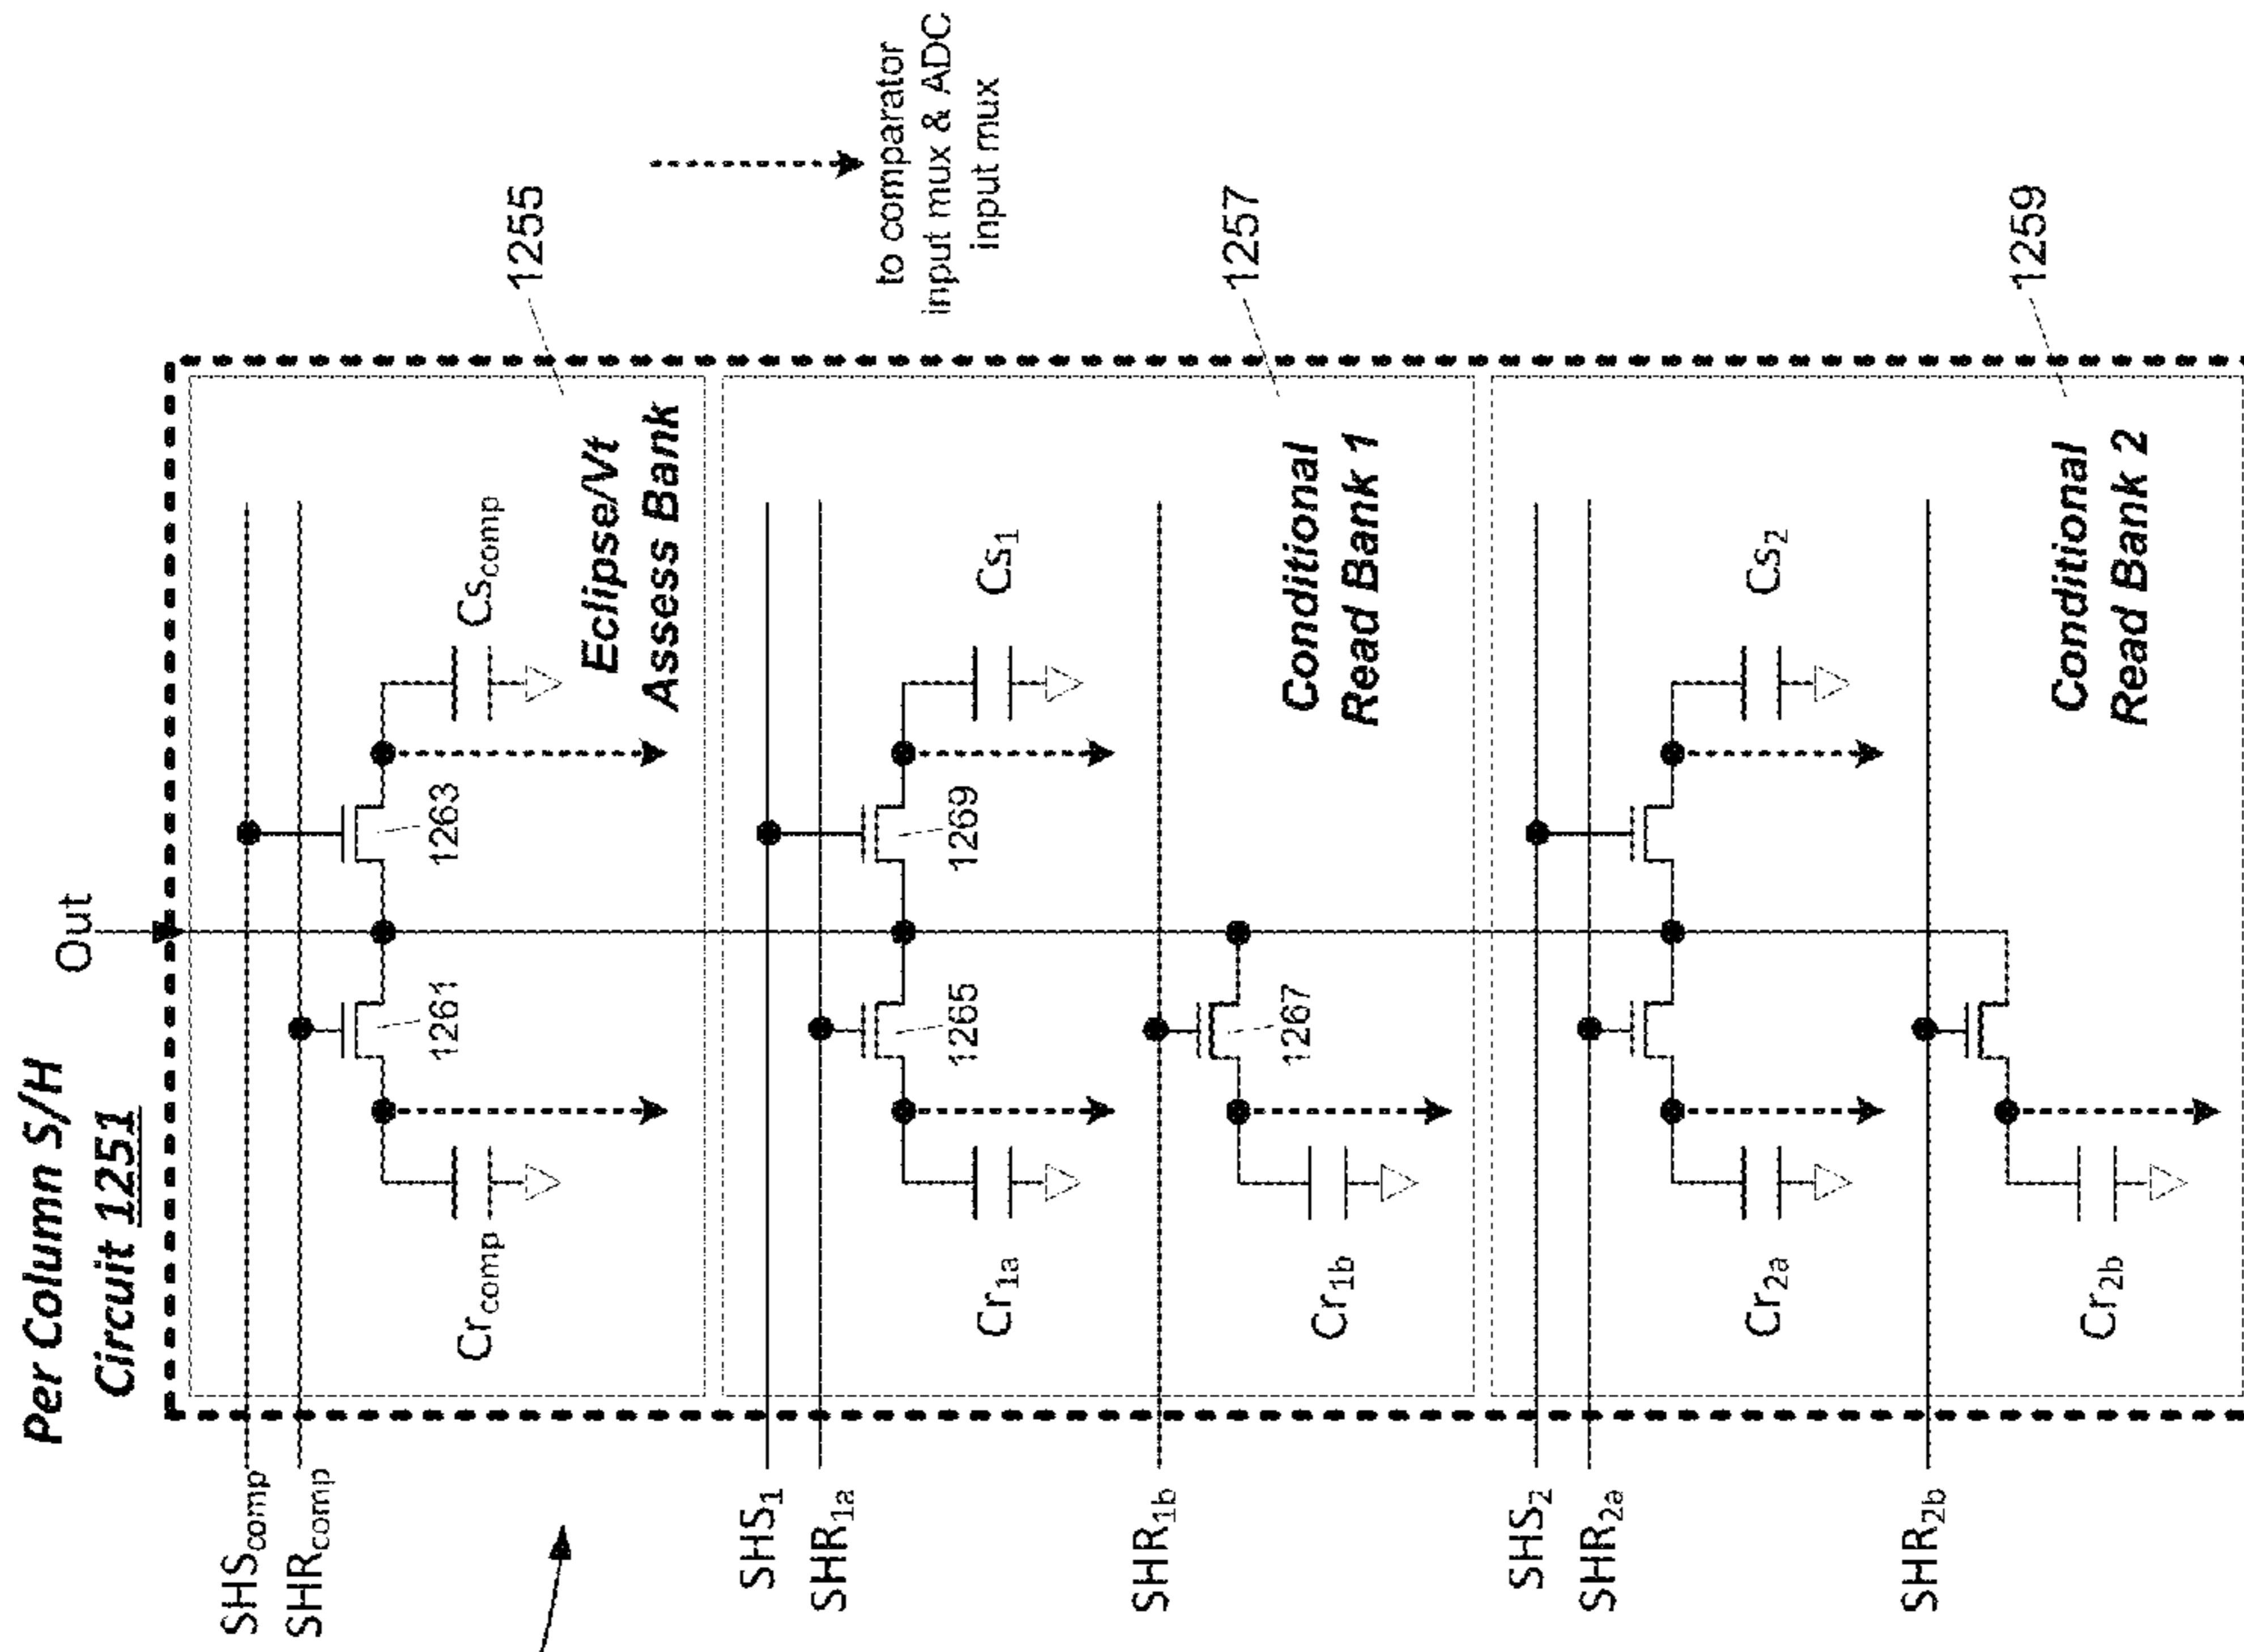 Per Column S/H
Circuit 1251
Out
SHS_comp
SHR_comp
1261
1263
Cr_comp
Cs_comp
Eclipse/Vt
Assess Bank
1255
to comparator
input mux & ADC
input mux
SHS_1
SHR_1a
1265
1269
Cr_1a
Cs_1
SHR_1b
1267
Cr_1b
Conditional
Read Bank 1
1257
SHS_2
SHR_2a
Cr_2a
Cs_2
SHR_2b
Cr_2b
Conditional
Read Bank 2
1259